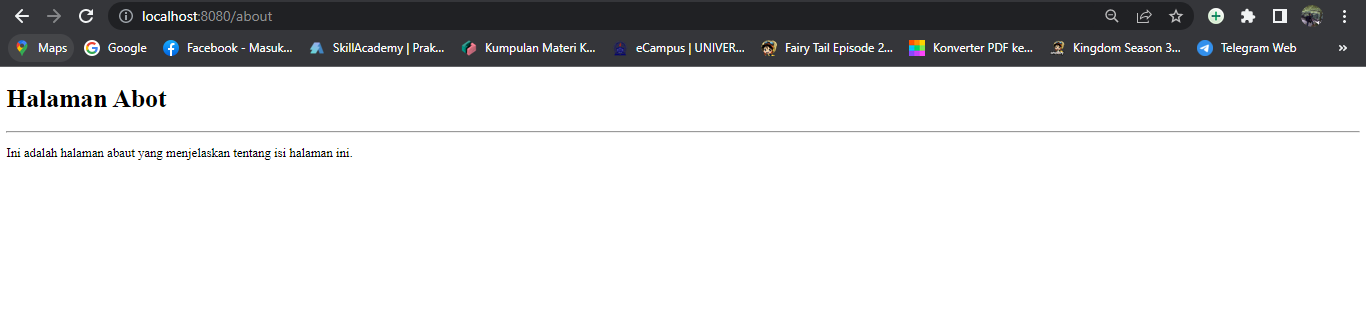 localhost:8080/about
Maps Google Facebook - Masuk... SkillAcademy | Prak... Kumpulan Materi K... eCampus | UNIVER... Fairy Tail Episode 2... Konverter PDF ke... Kingdom Season 3... Telegram Web »
Halaman Abot
Ini adalah halaman abaut yang menjelaskan tentang isi halaman ini.